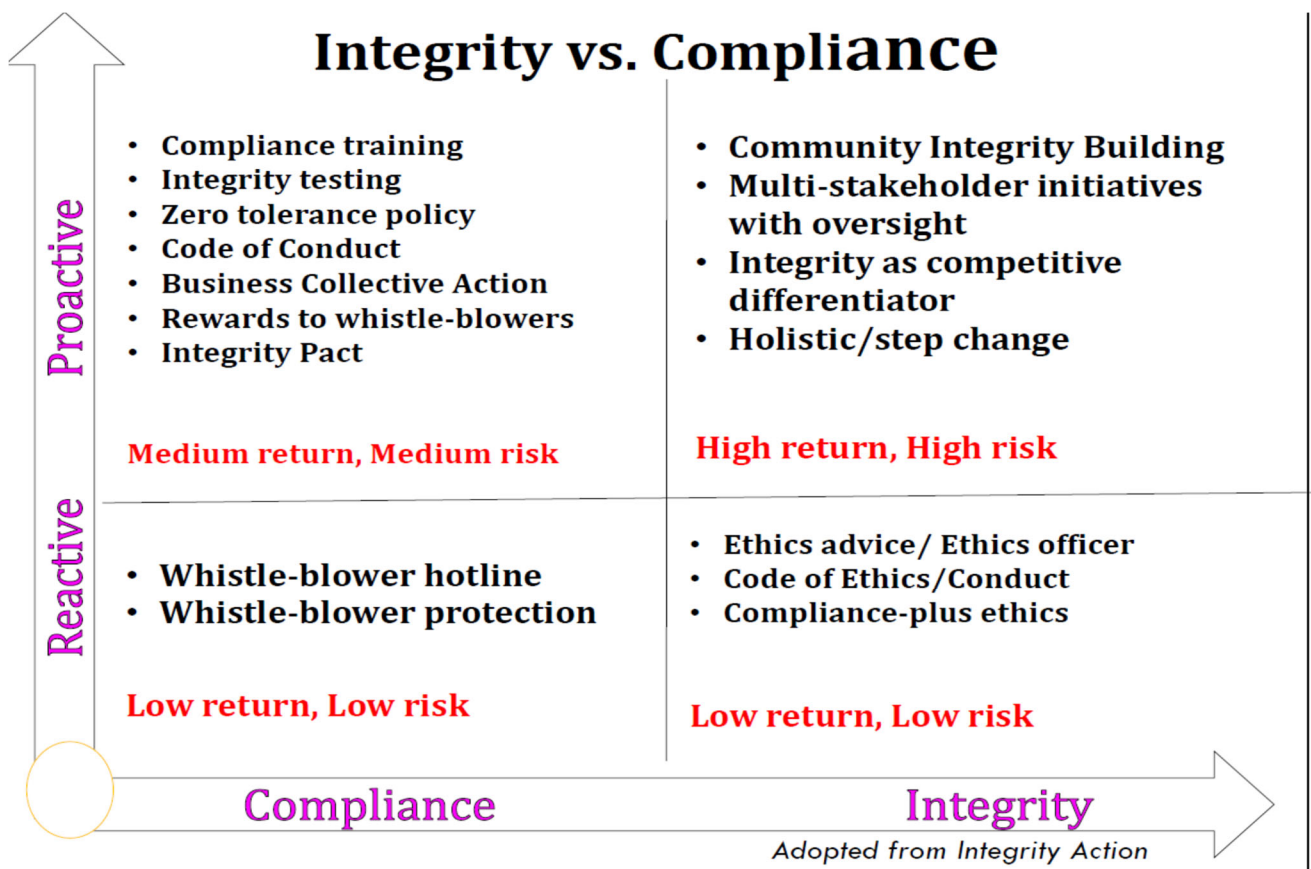 Integrity vs. Compliance
Proactive
• Compliance training
• Integrity testing
• Zero tolerance policy
• Code of Conduct
• Business Collective Action
• Rewards to whistle-blowers
• Integrity Pact
Medium return, Medium risk
• Community Integrity Building
• Multi-stakeholder initiatives
with oversight
• Integrity as competitive
differentiator
• Holistic/step change
High return, High risk
Reactive
• Whistle-blower hotline
• Whistle-blower protection
Low return, Low risk
• Ethics advice/ Ethics officer
• Code of Ethics/Conduct
• Compliance-plus ethics
Low return, Low risk
Compliance
Integrity
Adopted from Integrity Action